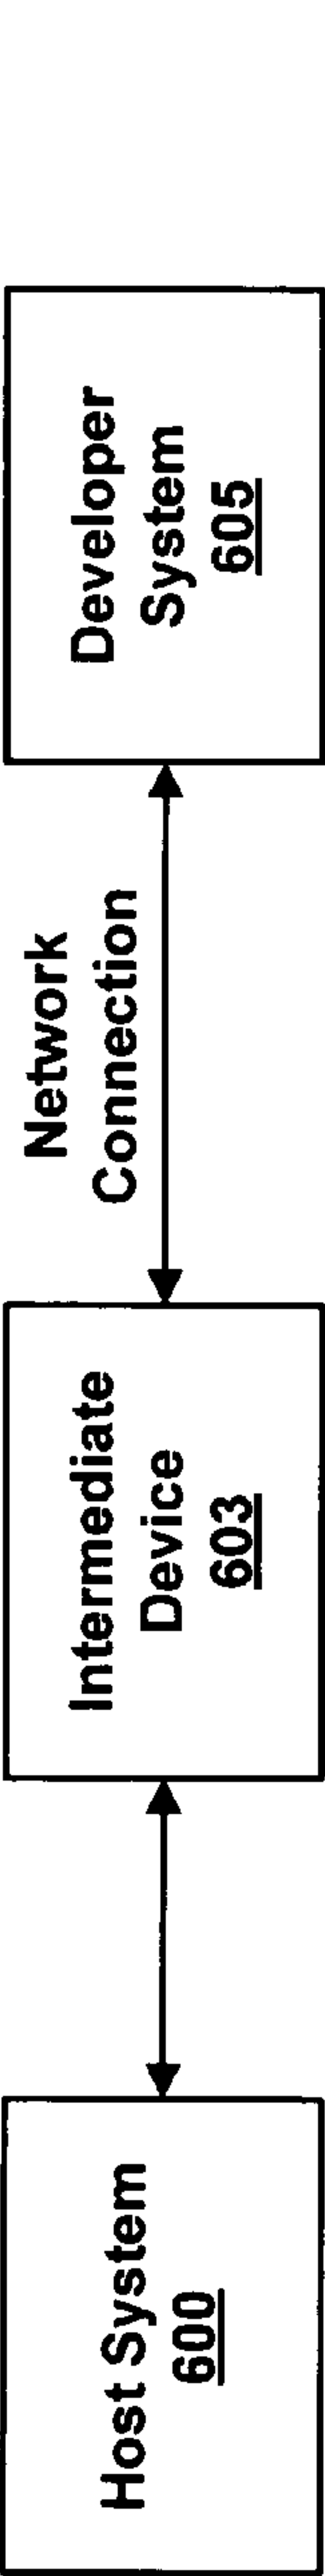 Host System
600
Intermediate
Device
603
Network
Connection
Developer
System
605